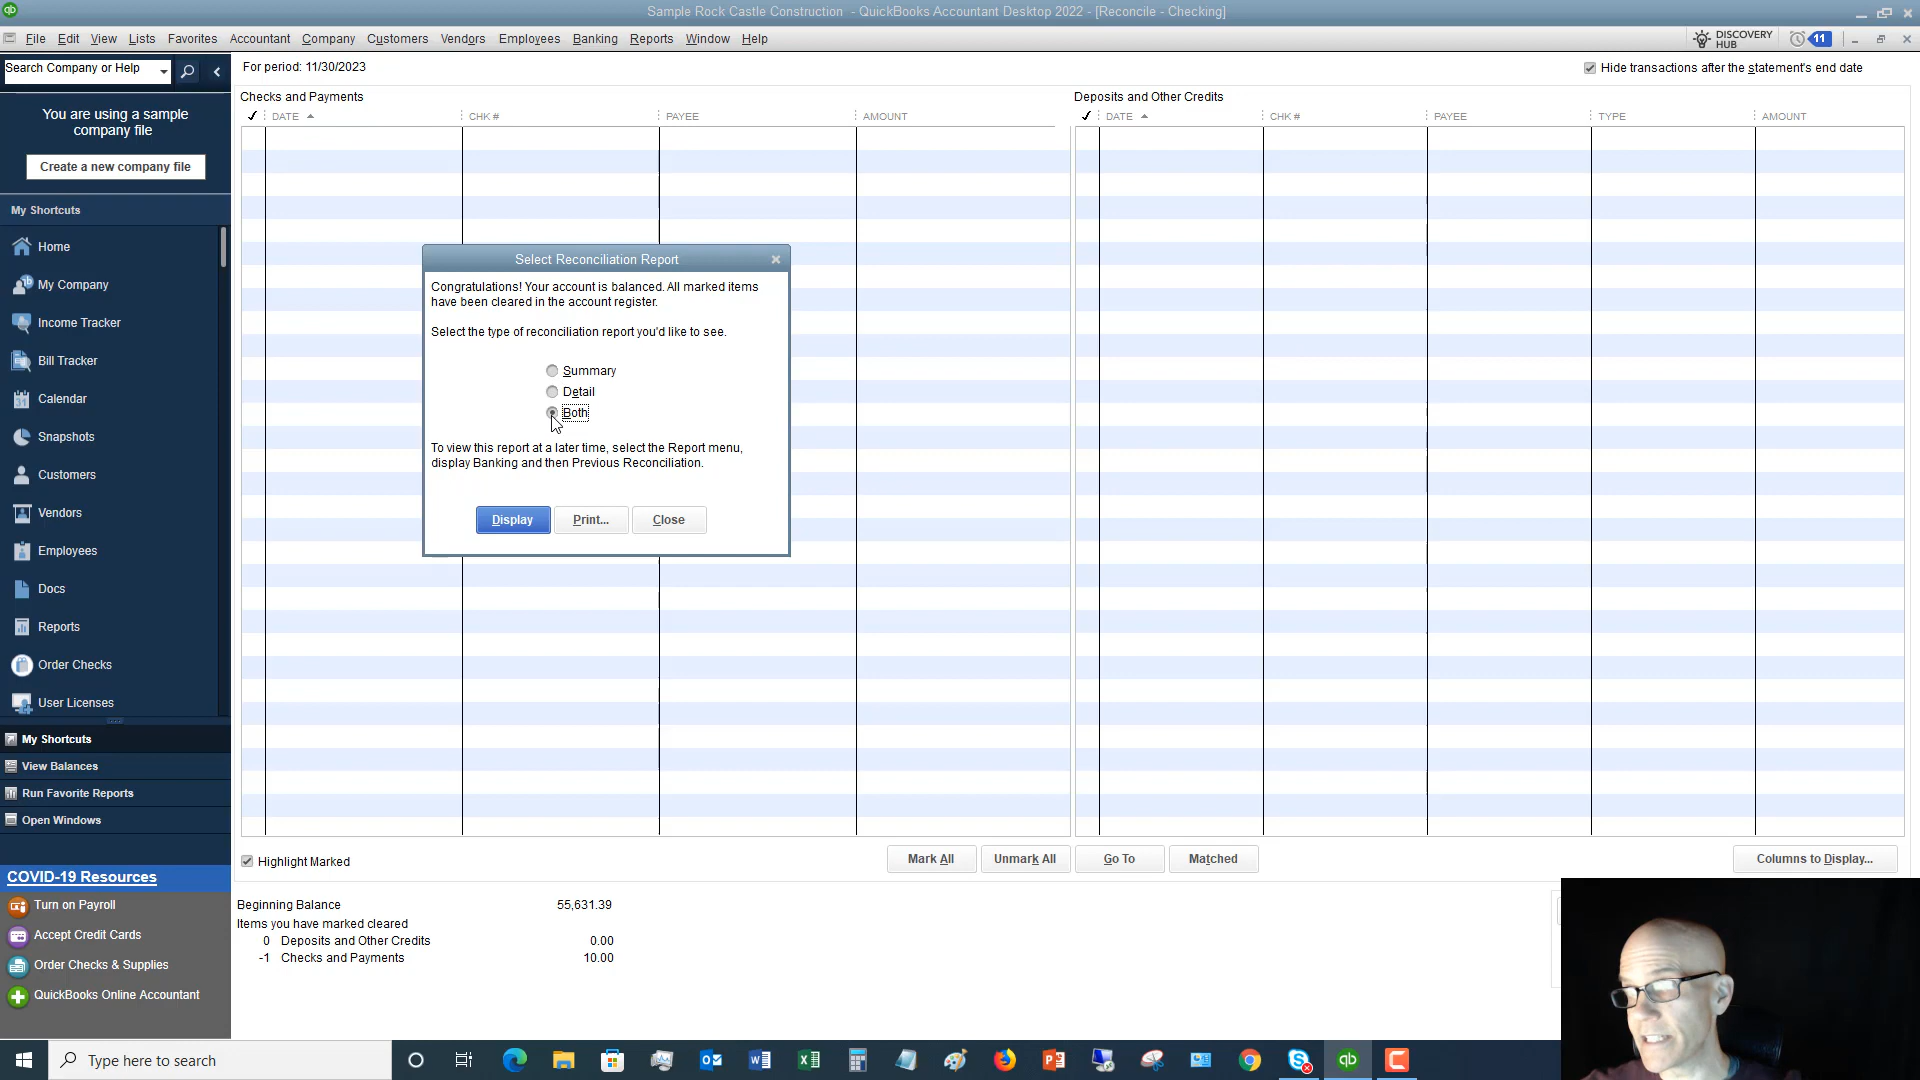 Sample Rock Castle Construction - QuickBooks Accountant Desktop 2022 - [Reconcile - Checking]
File Edit View Lists Favorites Accountant Company Customers Vendors Employees Banking Reports Window Help
DISCOVERY HUB
11
Search Company or Help
For period: 11/30/2023
Hide transactions after the statement's end date
You are using a sample
company file
Create a new company file
My Shortcuts
Home
My Company
Income Tracker
Bill Tracker
Calendar
Snapshots
Customers
Vendors
Employees
Docs
Reports
Order Checks
User Licenses
My Shortcuts
View Balances
Run Favorite Reports
Open Windows
COVID-19 Resources
Turn on Payroll
Accept Credit Cards
Order Checks & Supplies
QuickBooks Online Accountant
Checks and Payments
✓ DATE CHK # PAYEE AMOUNT
Deposits and Other Credits
✓ DATE CHK # PAYEE TYPE AMOUNT
Select Reconciliation Report
Congratulations! Your account is balanced. All marked items
have been cleared in the account register.
Select the type of reconciliation report you'd like to see.
Summary
Detail
Both
To view this report at a later time, select the Report menu,
display Banking and then Previous Reconciliation.
Display Print... Close
Highlight Marked
Mark All Unmark All Go To Matched Columns to Display...
Beginning Balance 55,631.39
Items you have marked cleared
0 Deposits and Other Credits 0.00
-1 Checks and Payments 10.00
Type here to search